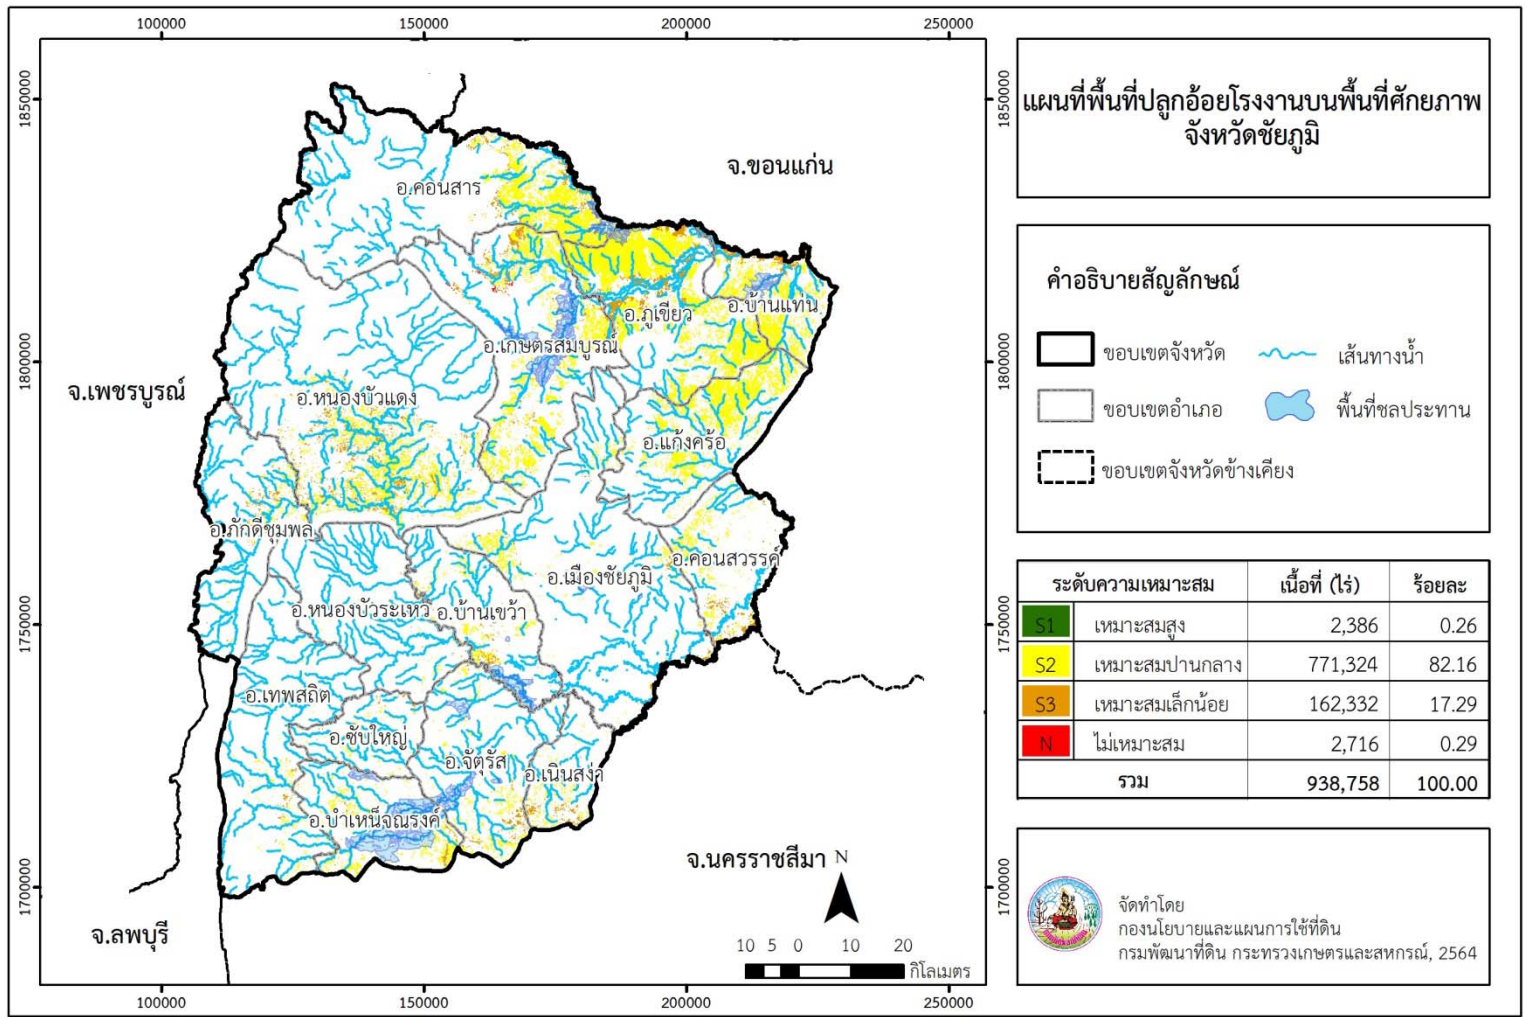 100000 150000 200000 250000
1850000 1800000 1750000 1700000
1850000 1800000 1750000 1700000
จ.ขอนแก่น
อ.คอนสาร
อ.บ้านแท่น
อ.ภูเขียว
อ.เกษตรสมบูรณ์
จ.เพชรบูรณ์
อ.หนองบัวแดง
อ.แก้งคร้อ
อ.ภักดีชุมพล
อ.คอนสวรรค์
อ.เมืองชัยภูมิ
อ.หนองบัวระเหว
อ.บ้านเขว้า
อ.เทพสถิต
อ.ซับใหญ่
อ.จัตุรัส
อ.เนินสง่า
อ.บำเหน็จณรงค์
จ.นครราชสีมา
N
จ.ลพบุรี
10 5 0 10 20
กิโลเมตร
100000 150000 200000 250000
แผนที่พื้นที่ปลูกอ้อยโรงงานบนพื้นที่ศักยภาพ
จังหวัดชัยภูมิ
คำอธิบายสัญลักษณ์
ขอบเขตจังหวัด เส้นทางน้ำ
ขอบเขตอำเภอ พื้นที่ชลประทาน
ขอบเขตจังหวัดข้างเคียง
ระดับความเหมาะสม เนื้อที่ (ไร่) ร้อยละ
S1 เหมาะสมสูง 2,386 0.26
S2 เหมาะสมปานกลาง 771,324 82.16
S3 เหมาะสมเล็กน้อย 162,332 17.29
N ไม่เหมาะสม 2,716 0.29
รวม 938,758 100.00
จัดทำโดย
กองนโยบายและแผนการใช้ที่ดิน
กรมพัฒนาที่ดิน กระทรวงเกษตรและสหกรณ์, 2564